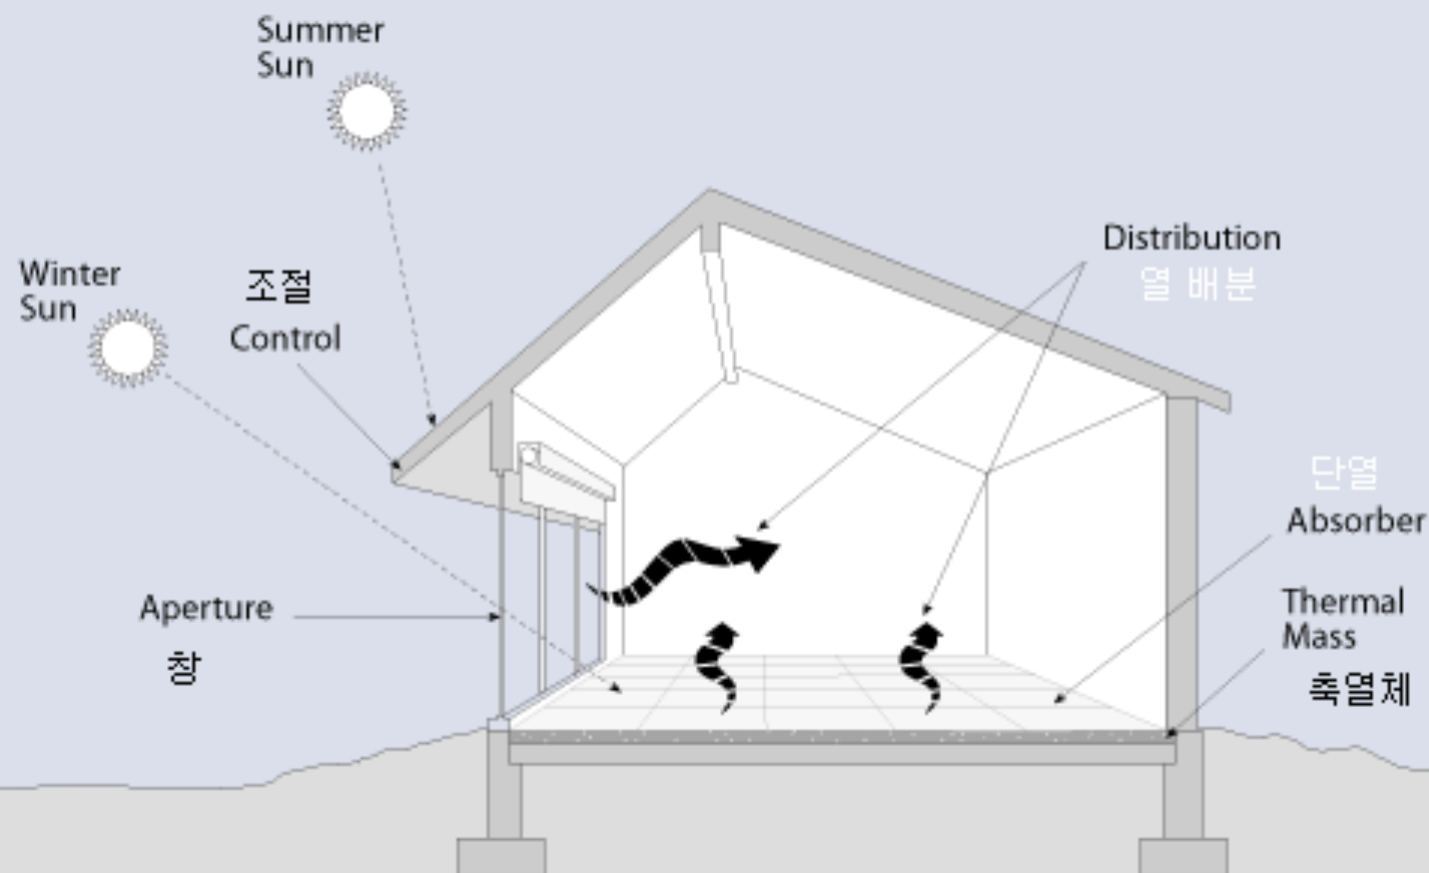 Summer
Sun
Winter
Sun
조절
Control
Distribution
열 배분
단열
Absorber
Aperture
창
Thermal
Mass
축열체